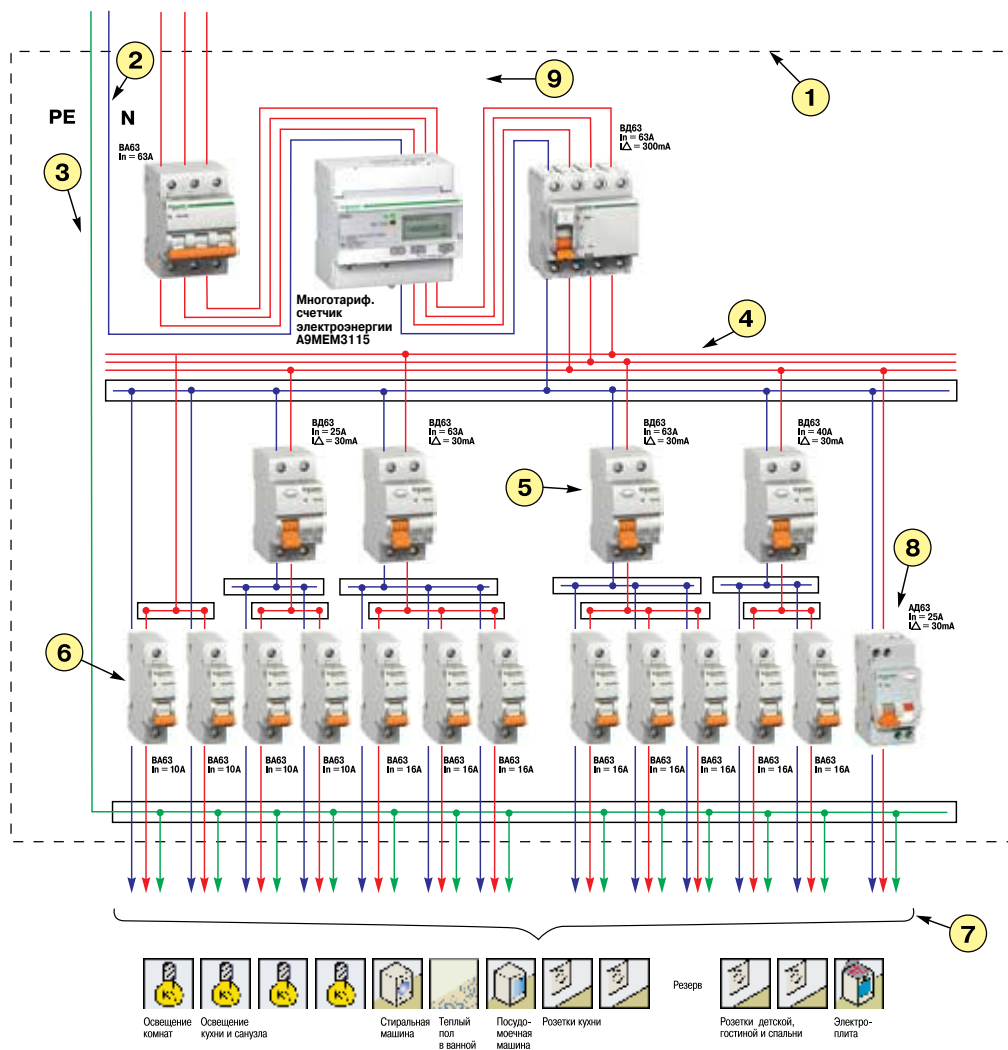 2
9
1
PE
N
ВА63
In = 63A
ВД63
In = 63A
I△ = 300mA
3
Многотариф.
счетчик
электроэнергии
A9MEM3115
4
ВД63
In = 25A
I△ = 30mA
ВД63
In = 63A
I△ = 30mA
ВД63
In = 63A
I△ = 30mA
ВД63
In = 40A
I△ = 30mA
5
8
АД63
In = 25A
I△ = 30mA
6
ВА63
In = 10A
ВА63
In = 10A
ВА63
In = 10A
ВА63
In = 10A
ВА63
In = 16A
ВА63
In = 16A
ВА63
In = 16A
ВА63
In = 16A
ВА63
In = 16A
ВА63
In = 16A
ВА63
In = 16A
ВА63
In = 16A
7
Освещение
комнат
Освещение
кухни и санузла
Стиральная
машина
Теплый
пол
в ванной
Посудо-
моечная
машина
Розетки кухни
Резерв
Розетки детской,
гостиной и спальни
Электро-
плита